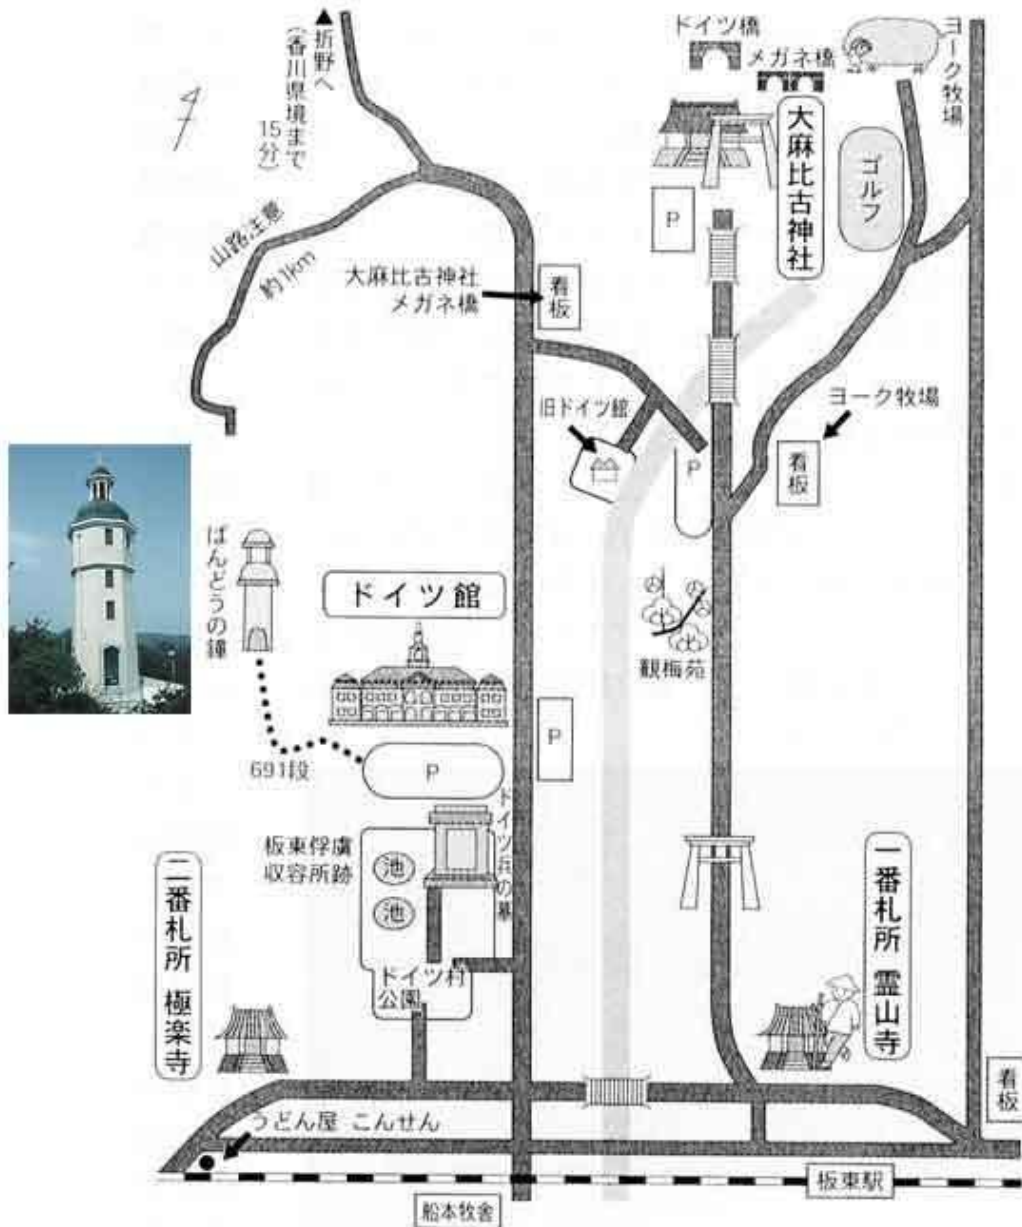 ▲折野へ
(香川県境まで
15分)
ドイツ橋
メガネ橋
ヨーク牧場
大麻比古神社
ゴルフ
P
山路注意
約1km
大麻比古神社
メガネ橋
看板
旧ドイツ館
P
ヨーク牧場
看板
ばんどうの鐘
ドイツ館
観梅苑
P
691段
P
板東俘虜
収容所跡
池
池
ドイツ兵の墓
ドイツ村
公園
二番札所 極楽寺
一番札所 霊山寺
看板
うどん屋 こんせん
板東駅
船本牧舎